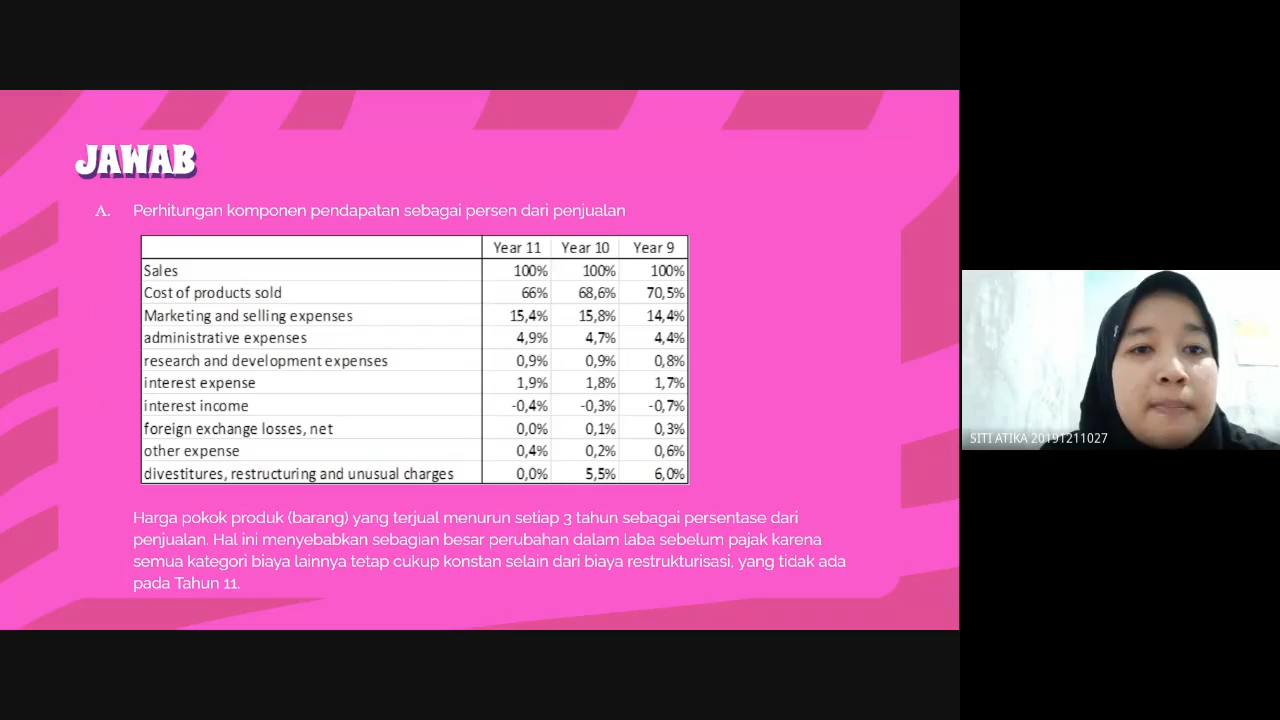 JAWAB
A. Perhitungan komponen pendapatan sebagai persen dari penjualan
Year 11 Year 10 Year 9
Sales 100% 100% 100%
Cost of products sold 66% 68,6% 70,5%
Marketing and selling expenses 15,4% 15,8% 14,4%
administrative expenses 4,9% 4,7% 4,4%
research and development expenses 0,9% 0,9% 0,8%
interest expense 1,9% 1,8% 1,7%
interest income -0,4% -0,3% -0,7%
foreign exchange losses, net 0,0% 0,1% 0,3%
other expense 0,4% 0,2% 0,6%
divestitures, restructuring and unusual charges 0,0% 5,5% 6,0%
Harga pokok produk (barang) yang terjual menurun setiap 3 tahun sebagai persentase dari
penjualan. Hal ini menyebabkan sebagian besar perubahan dalam laba sebelum pajak karena
semua kategori biaya lainnya tetap cukup konstan selain dari biaya restrukturisasi, yang tidak ada
pada Tahun 11.
SITI ATIKA 20191211027